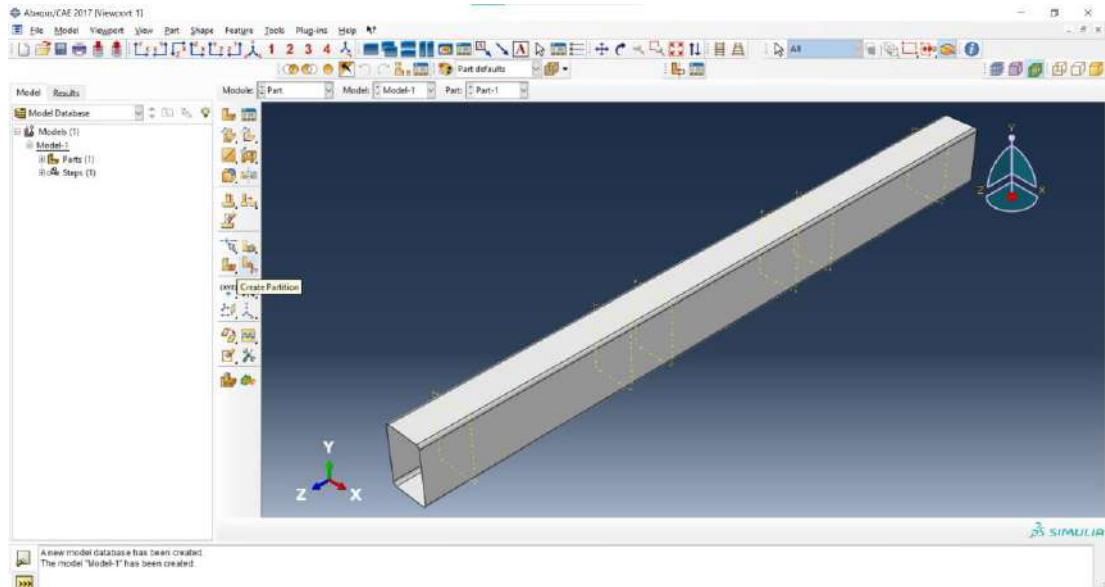 Abaqus/CAE 2017 [Viewport: 1]
File Model Viewport View Part Shape Feature Tools Plug-ins Help
1 2 3 4 A All
Part defaults
Model Results Module: Part Model: Model-1 Part: Part-1
Model Database
Models (1)
Model-1
Parts (1)
Steps (1)
Create Partition
Y
Z X
Y
Z X
SIMULIA
A new model database has been created.
The model "Model-1" has been created.
>>>